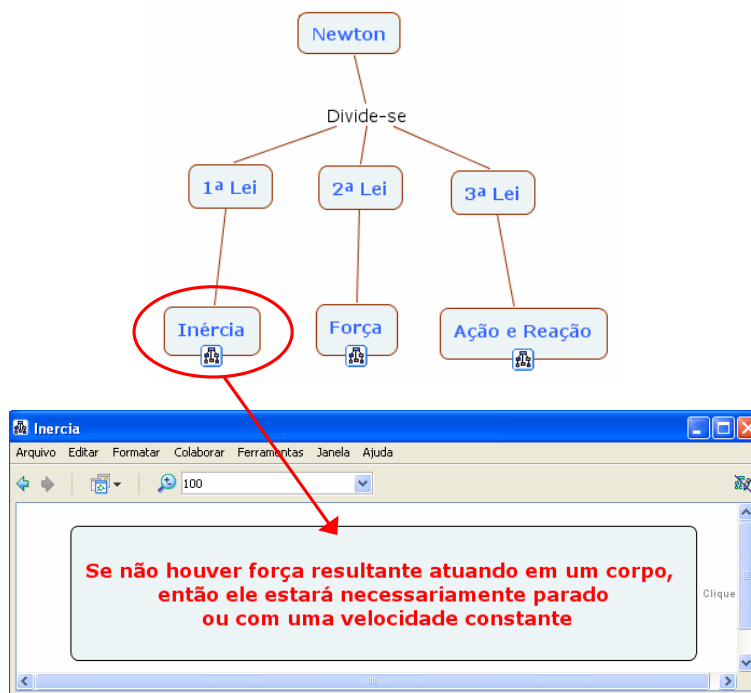 Newton
Divide-se
1ª Lei
2ª Lei
3ª Lei
Inércia
Força
Ação e Reação
Inercia
Arquivo Editar Formatar Colaborar Ferramentas Janela Ajuda
100
Se não houver força resultante atuando em um corpo,
então ele estará necessariamente parado
ou com uma velocidade constante
Clique